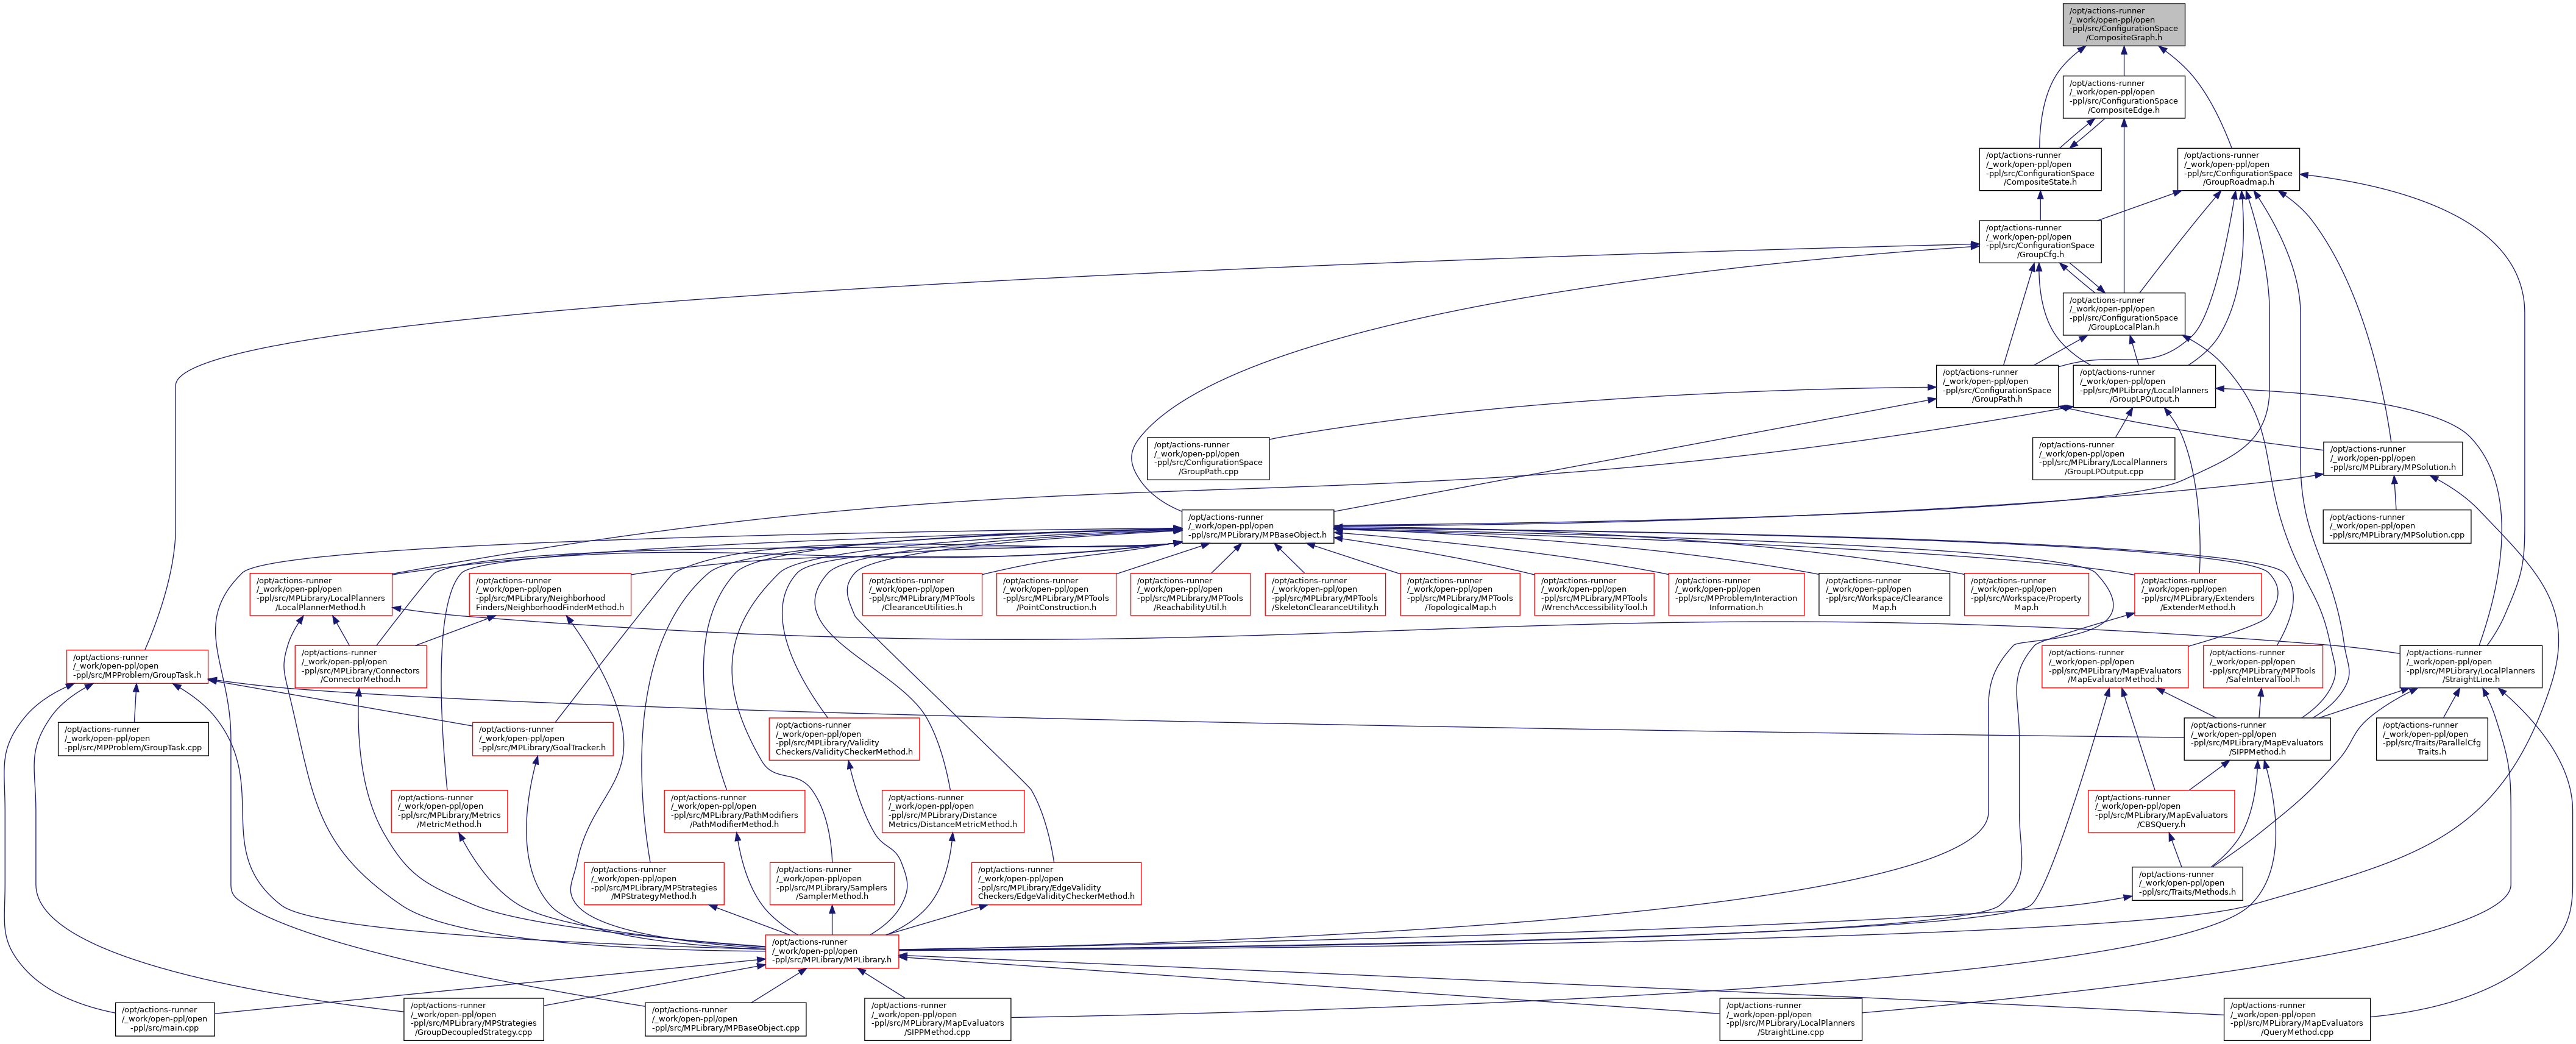 /opt/actions-runner
/_work/open-ppl/open
-ppl/src/ConfigurationSpace
/CompositeGraph.h
/opt/actions-runner
/_work/open-ppl/open
-ppl/src/ConfigurationSpace
/CompositeEdge.h
/opt/actions-runner
/_work/open-ppl/open
-ppl/src/ConfigurationSpace
/CompositeState.h
/opt/actions-runner
/_work/open-ppl/open
-ppl/src/ConfigurationSpace
/GroupRoadmap.h
/opt/actions-runner
/_work/open-ppl/open
-ppl/src/ConfigurationSpace
/GroupCfg.h
/opt/actions-runner
/_work/open-ppl/open
-ppl/src/ConfigurationSpace
/GroupLocalPlan.h
/opt/actions-runner
/_work/open-ppl/open
-ppl/src/ConfigurationSpace
/GroupPath.h
/opt/actions-runner
/_work/open-ppl/open
-ppl/src/MPLibrary/LocalPlanners
/GroupLPOutput.h
/opt/actions-runner
/_work/open-ppl/open
-ppl/src/ConfigurationSpace
/GroupPath.cpp
/opt/actions-runner
/_work/open-ppl/open
-ppl/src/MPLibrary/LocalPlanners
/GroupLPOutput.cpp
/opt/actions-runner
/_work/open-ppl/open
-ppl/src/MPLibrary/MPSolution.h
/opt/actions-runner
/_work/open-ppl/open
-ppl/src/MPLibrary/MPBaseObject.h
/opt/actions-runner
/_work/open-ppl/open
-ppl/src/MPLibrary/MPSolution.cpp
/opt/actions-runner
/_work/open-ppl/open
-ppl/src/MPLibrary/LocalPlanners
/LocalPlannerMethod.h
/opt/actions-runner
/_work/open-ppl/open
-ppl/src/MPLibrary/Neighborhood
Finders/NeighborhoodFinderMethod.h
/opt/actions-runner
/_work/open-ppl/open
-ppl/src/MPLibrary/MPTools
/ClearanceUtilities.h
/opt/actions-runner
/_work/open-ppl/open
-ppl/src/MPLibrary/MPTools
/PointConstruction.h
/opt/actions-runner
/_work/open-ppl/open
-ppl/src/MPLibrary/MPTools
/ReachabilityUtil.h
/opt/actions-runner
/_work/open-ppl/open
-ppl/src/MPLibrary/MPTools
/SkeletonClearanceUtility.h
/opt/actions-runner
/_work/open-ppl/open
-ppl/src/MPLibrary/MPTools
/TopologicalMap.h
/opt/actions-runner
/_work/open-ppl/open
-ppl/src/MPLibrary/MPTools
/WrenchAccessibilityTool.h
/opt/actions-runner
/_work/open-ppl/open
-ppl/src/MPProblem/Interaction
Information.h
/opt/actions-runner
/_work/open-ppl/open
-ppl/src/Workspace/Clearance
Map.h
/opt/actions-runner
/_work/open-ppl/open
-ppl/src/Workspace/Property
Map.h
/opt/actions-runner
/_work/open-ppl/open
-ppl/src/MPLibrary/Extenders
/ExtenderMethod.h
/opt/actions-runner
/_work/open-ppl/open
-ppl/src/MPProblem/GroupTask.h
/opt/actions-runner
/_work/open-ppl/open
-ppl/src/MPLibrary/Connectors
/ConnectorMethod.h
/opt/actions-runner
/_work/open-ppl/open
-ppl/src/MPLibrary/MapEvaluators
/MapEvaluatorMethod.h
/opt/actions-runner
/_work/open-ppl/open
-ppl/src/MPLibrary/MPTools
/SafeIntervalTool.h
/opt/actions-runner
/_work/open-ppl/open
-ppl/src/MPLibrary/LocalPlanners
/StraightLine.h
/opt/actions-runner
/_work/open-ppl/open
-ppl/src/MPProblem/GroupTask.cpp
/opt/actions-runner
/_work/open-ppl/open
-ppl/src/MPLibrary/GoalTracker.h
/opt/actions-runner
/_work/open-ppl/open
-ppl/src/MPLibrary/Validity
Checkers/ValidityCheckerMethod.h
/opt/actions-runner
/_work/open-ppl/open
-ppl/src/MPLibrary/MapEvaluators
/SIPPMethod.h
/opt/actions-runner
/_work/open-ppl/open
-ppl/src/Traits/ParallelCfg
Traits.h
/opt/actions-runner
/_work/open-ppl/open
-ppl/src/MPLibrary/Metrics
/MetricMethod.h
/opt/actions-runner
/_work/open-ppl/open
-ppl/src/MPLibrary/PathModifiers
/PathModifierMethod.h
/opt/actions-runner
/_work/open-ppl/open
-ppl/src/MPLibrary/Distance
Metrics/DistanceMetricMethod.h
/opt/actions-runner
/_work/open-ppl/open
-ppl/src/MPLibrary/MapEvaluators
/CBSQuery.h
/opt/actions-runner
/_work/open-ppl/open
-ppl/src/MPLibrary/MPStrategies
/MPStrategyMethod.h
/opt/actions-runner
/_work/open-ppl/open
-ppl/src/MPLibrary/Samplers
/SamplerMethod.h
/opt/actions-runner
/_work/open-ppl/open
-ppl/src/MPLibrary/EdgeValidity
Checkers/EdgeValidityCheckerMethod.h
/opt/actions-runner
/_work/open-ppl/open
-ppl/src/Traits/Methods.h
/opt/actions-runner
/_work/open-ppl/open
-ppl/src/MPLibrary/MPLibrary.h
/opt/actions-runner
/_work/open-ppl/open
-ppl/src/main.cpp
/opt/actions-runner
/_work/open-ppl/open
-ppl/src/MPLibrary/MPStrategies
/GroupDecoupledStrategy.cpp
/opt/actions-runner
/_work/open-ppl/open
-ppl/src/MPLibrary/MPBaseObject.cpp
/opt/actions-runner
/_work/open-ppl/open
-ppl/src/MPLibrary/MapEvaluators
/SIPPMethod.cpp
/opt/actions-runner
/_work/open-ppl/open
-ppl/src/MPLibrary/LocalPlanners
/StraightLine.cpp
/opt/actions-runner
/_work/open-ppl/open
-ppl/src/MPLibrary/MapEvaluators
/QueryMethod.cpp